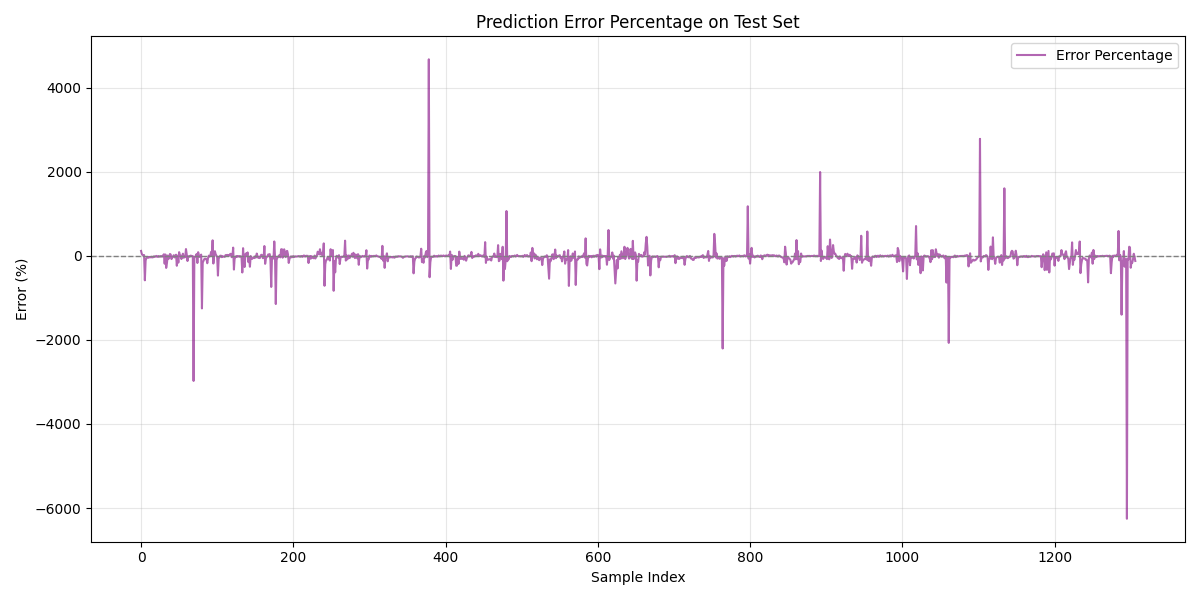 Prediction Error Percentage on Test Set
Error Percentage
4000
2000
0
−2000
−4000
−6000
Error (%)
0 200 400 600 800 1000 1200
Sample Index